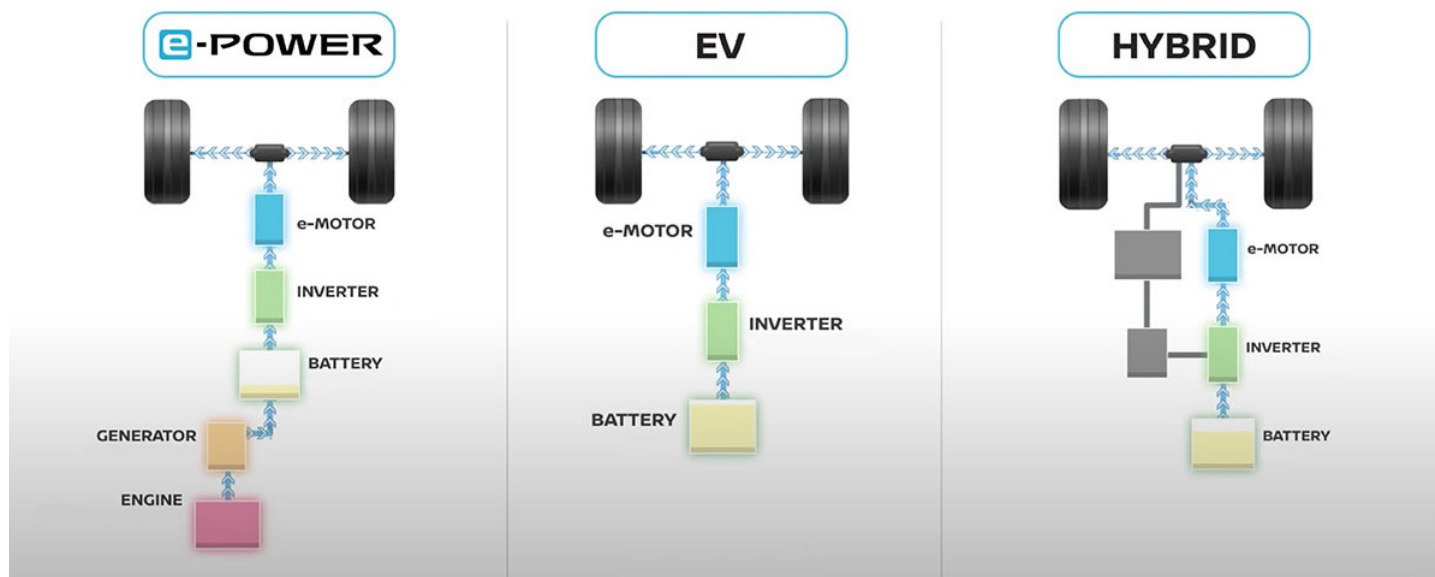 e-POWER
e-MOTOR
INVERTER
BATTERY
GENERATOR
ENGINE
EV
e-MOTOR
INVERTER
BATTERY
HYBRID
e-MOTOR
INVERTER
BATTERY